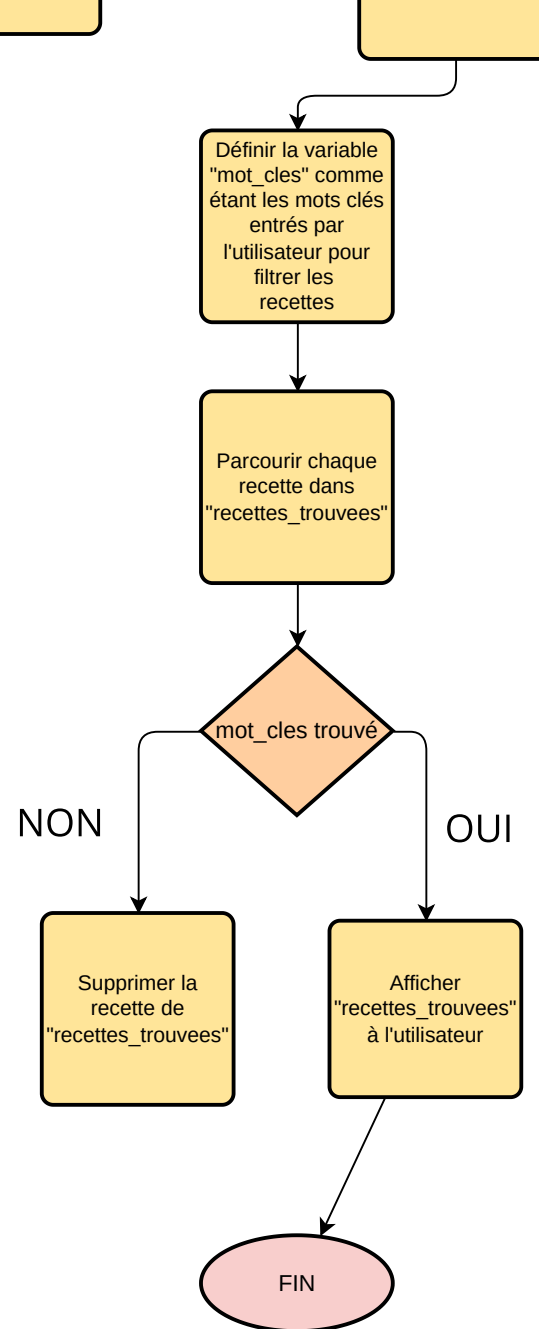 Définir la variable
"mot_cles" comme
étant les mots clés
entrés par
l'utilisateur pour
filtrer les
recettes
Parcourir chaque
recette dans
"recettes_trouvees"
mot_cles trouvé
NON
OUI
Supprimer la
recette de
"recettes_trouvees"
Afficher
"recettes_trouvees"
à l'utilisateur
FIN